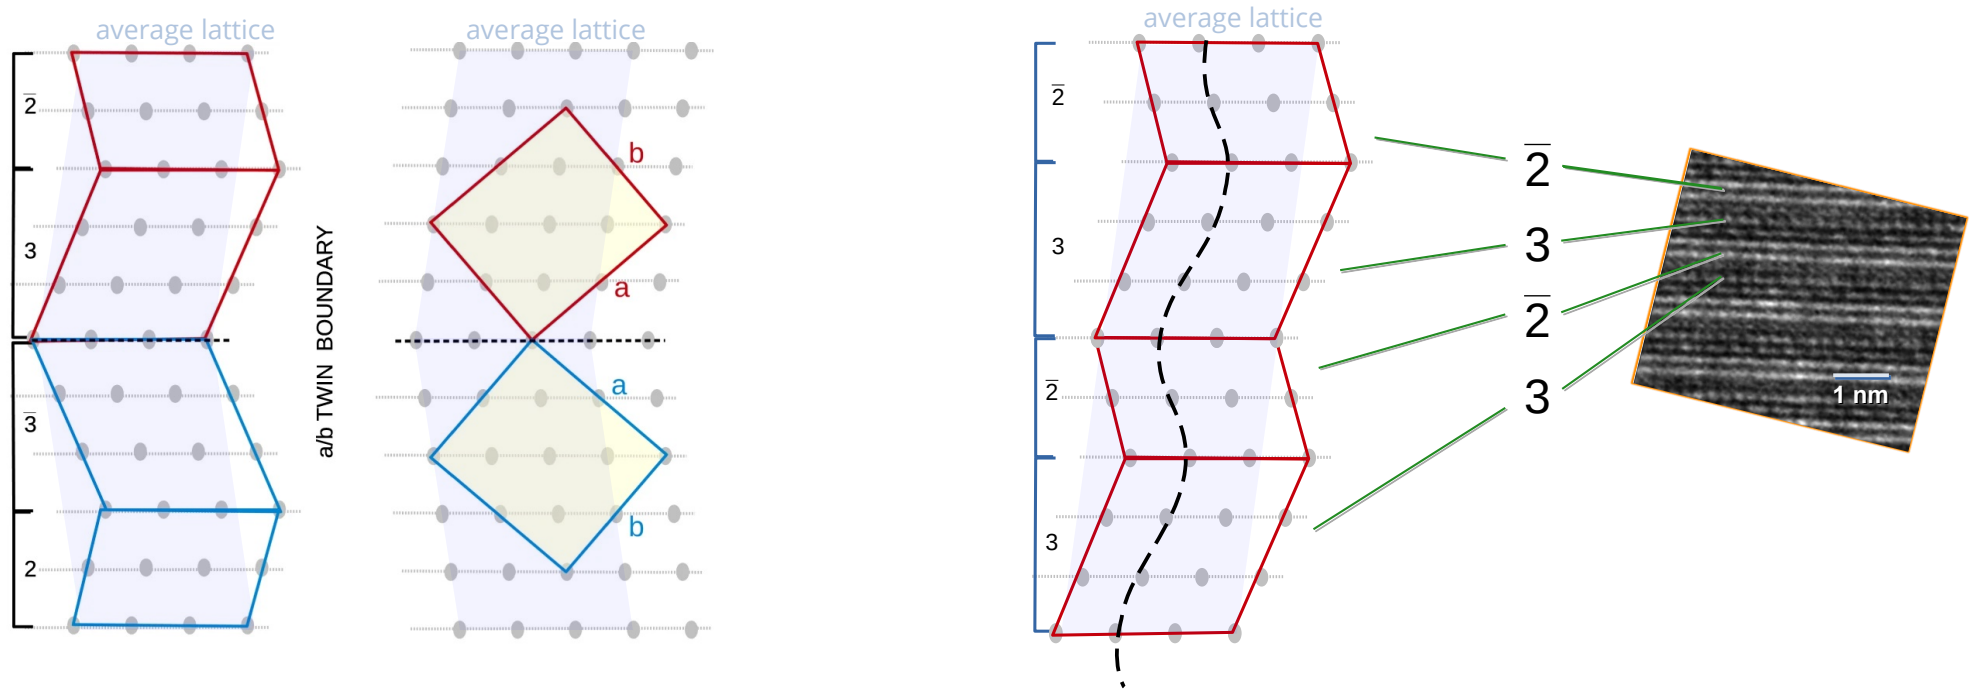 average lattice
2̅
3
3̅
2
a/b TWIN BOUNDARY
average lattice
b
a
a
b
average lattice
2̅
3
2̅
3
2̅
3
2̅
3
1 nm